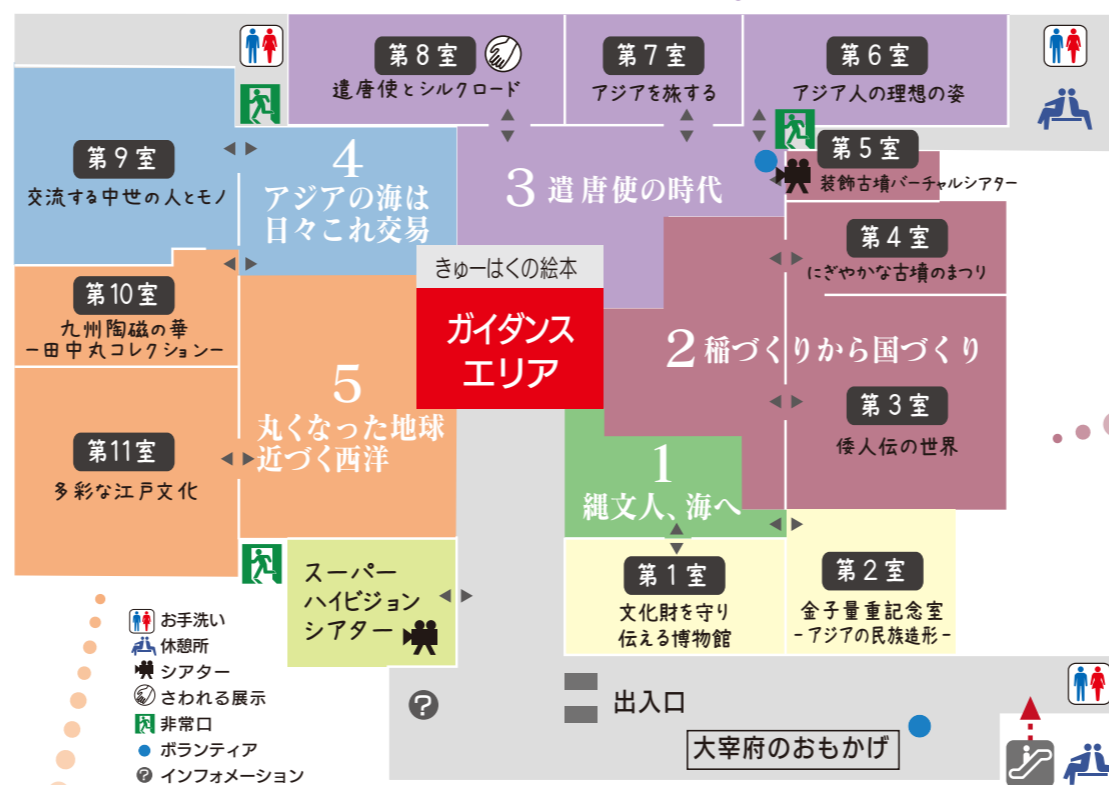 第8室
遣唐使とシルクロード
第7室
アジアを旅する
第6室
アジア人の理想の姿
第9室
交流する中世の人とモノ
4
アジアの海は
日々これ交易
3 遣唐使の時代
第5室
装飾古墳バーチャルシアター
第4室
にぎやかな古墳のまつり
きゅーはくの絵本
ガイダンス
エリア
第10室
九州陶磁の華
-田中丸コレクション-
2 稲づくりから国づくり
5
丸くなった地球
近づく西洋
第3室
倭人伝の世界
第11室
多彩な江戸文化
1
縄文人、海へ
スーパー
ハイビジョン
シアター
第1室
文化財を守り
伝える博物館
第2室
金子量重記念室
-アジアの民族造形-
お手洗い
休憩所
シアター
さわれる展示
非常口
ボランティア
? インフォメーション
?
出入口
大宰府のおもかげ